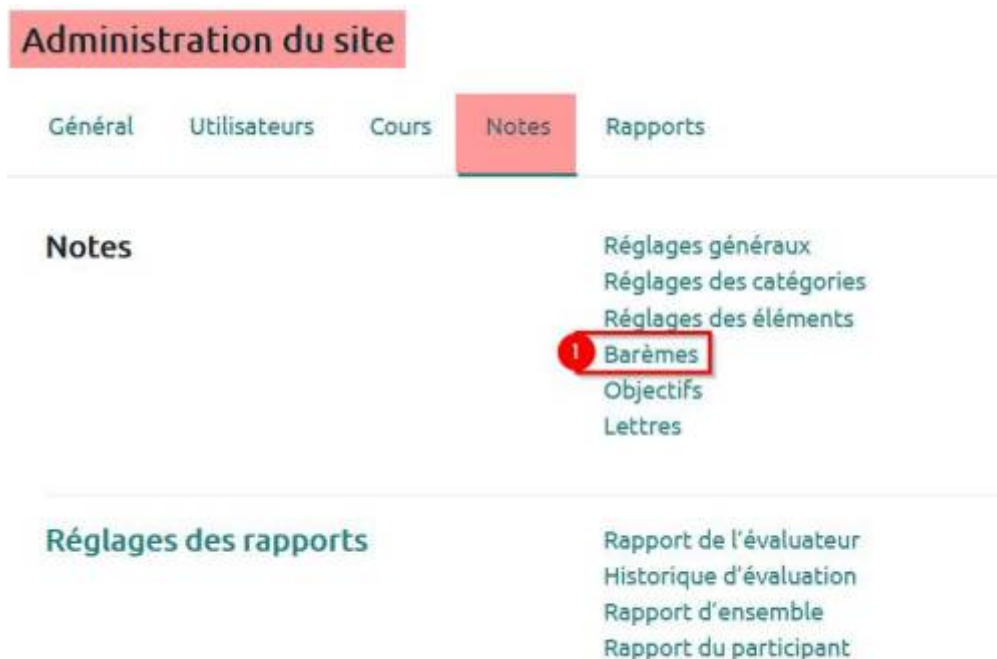 Administration du site
Général Utilisateurs Cours Notes Rapports
Notes
Réglages généraux
Réglages des catégories
Réglages des éléments
1 Barèmes
Objectifs
Lettres
Réglages des rapports
Rapport de l'évaluateur
Historique d'évaluation
Rapport d'ensemble
Rapport du participant